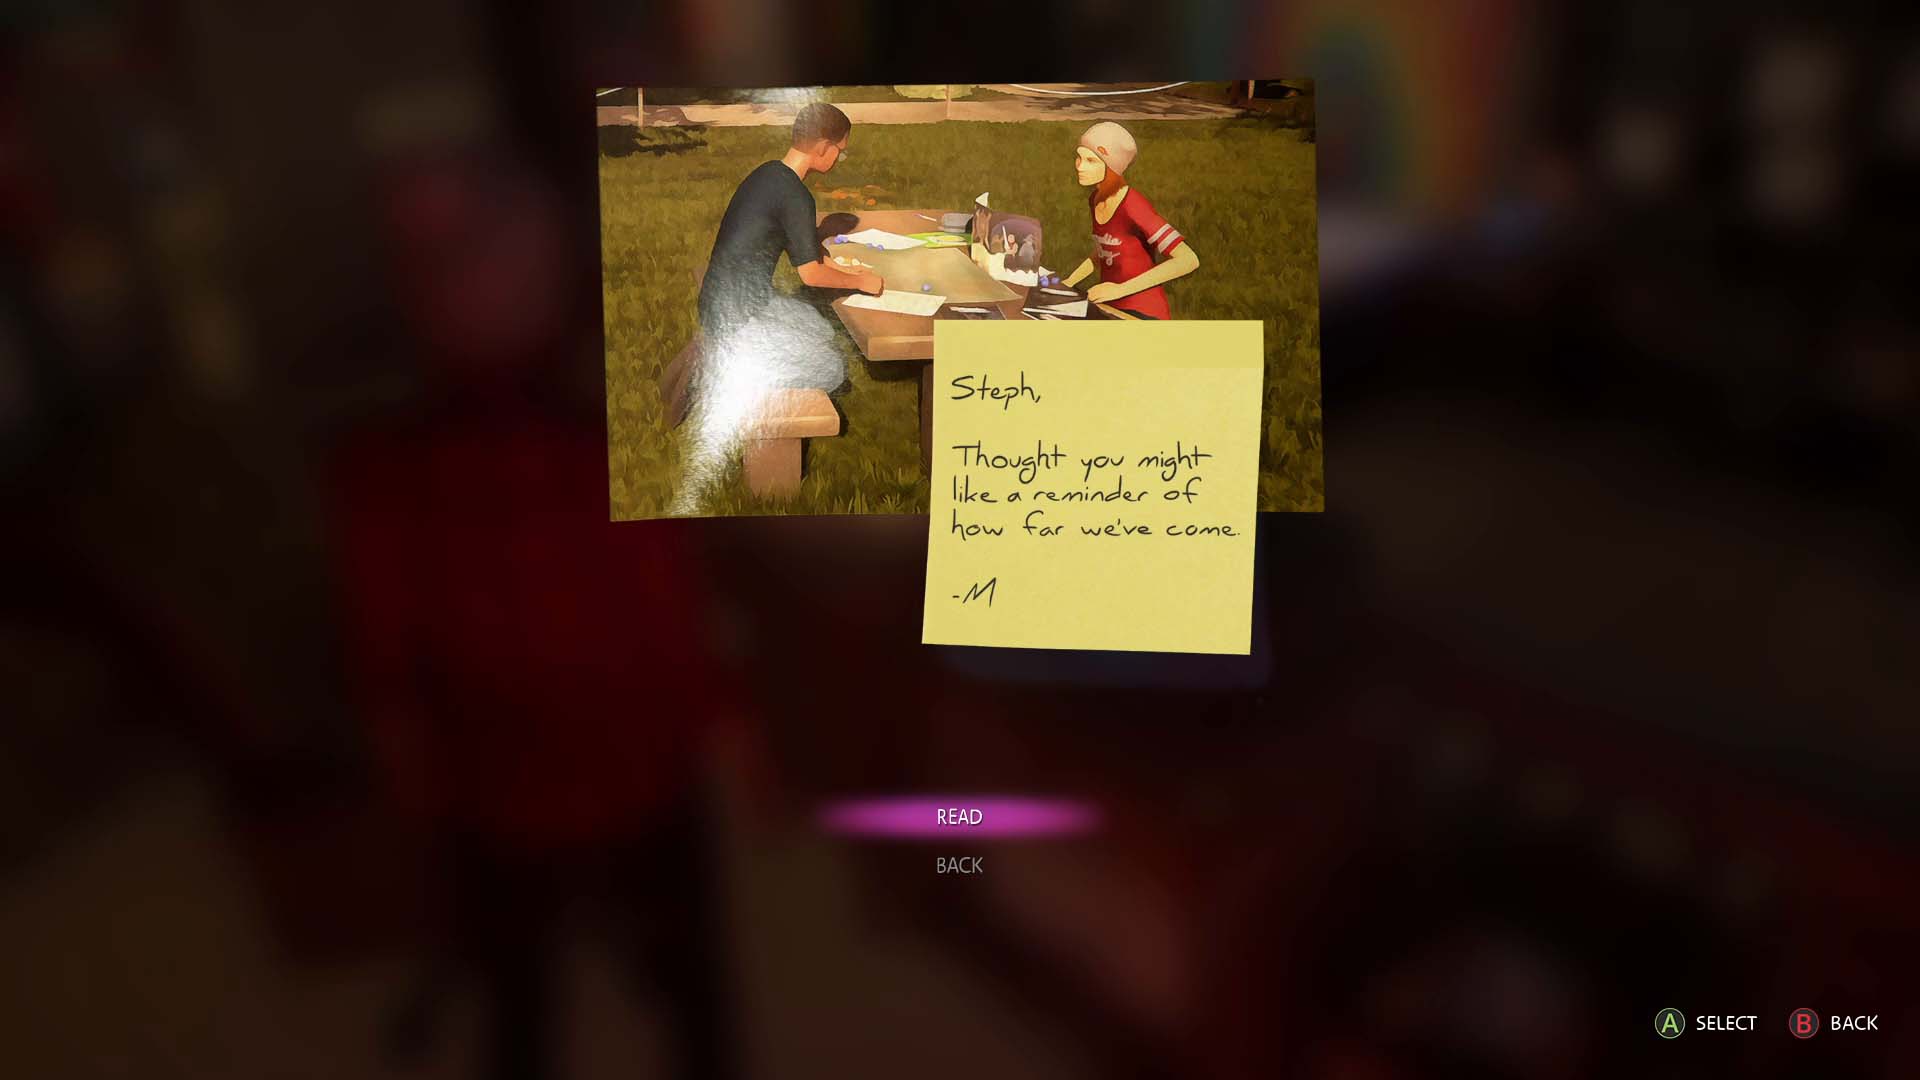 Steph,
Thought you might
like a reminder of
how far we've come.
-M
READ
BACK
A SELECT B BACK